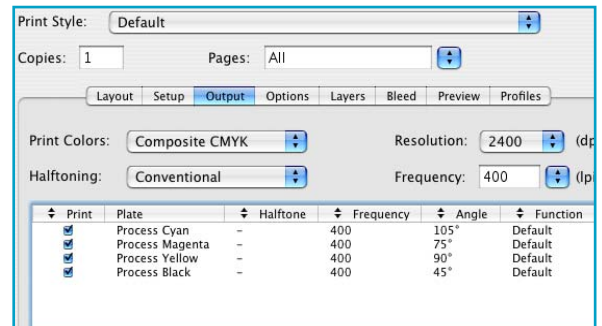 Print Style: Default
Copies: 1 Pages: All
Layout Setup Output Options Layers Bleed Preview Profiles
Print Colors: Composite CMYK Resolution: 2400 (dp
Halftoning: Conventional Frequency: 400 (lpi
Print Plate Halftone Frequency Angle Function
Process Cyan – 400 105° Default
Process Magenta – 400 75° Default
Process Yellow – 400 90° Default
Process Black – 400 45° Default